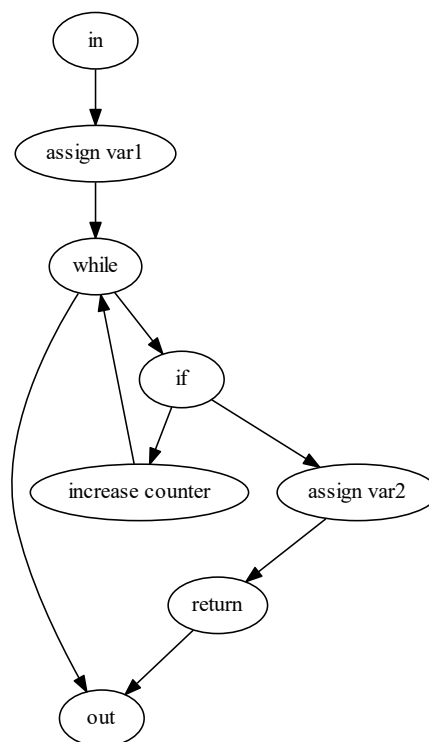 in
assign var1
while
if
increase counter
assign var2
return
out